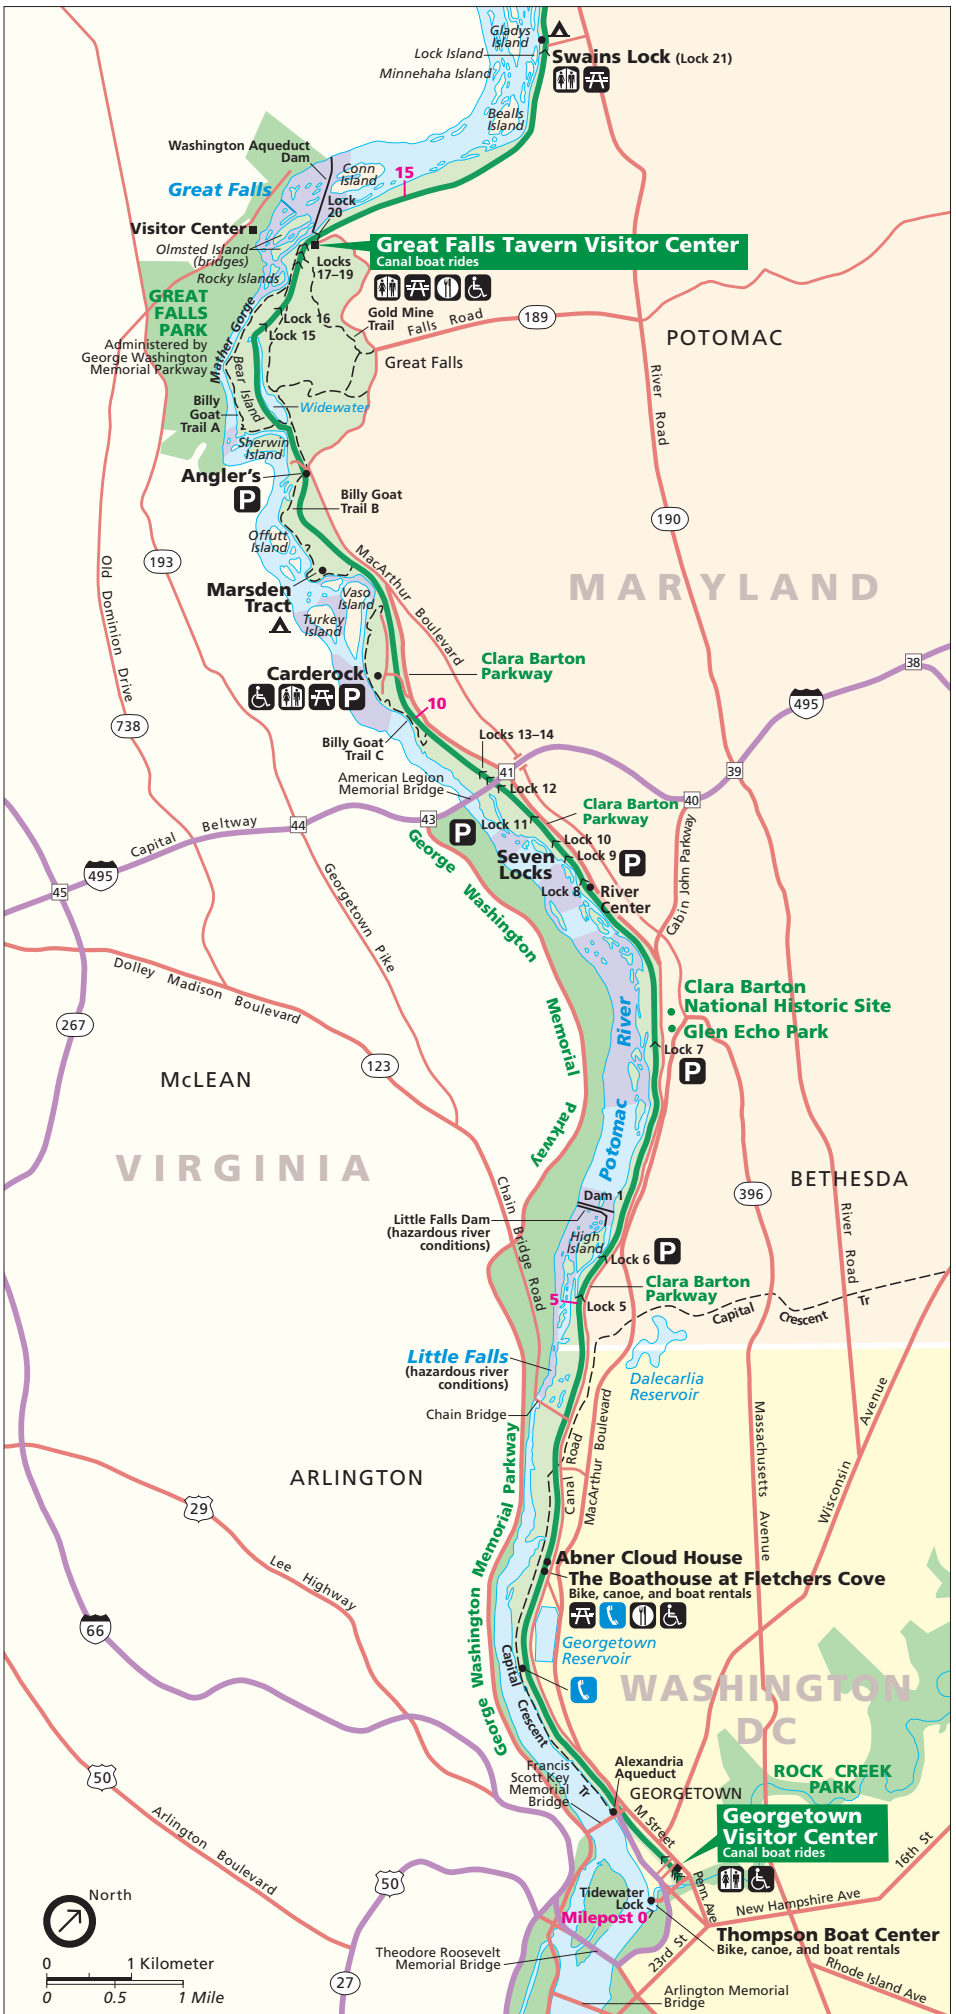 Gladys
Island
Lock Island
Swains Lock (Lock 21)
Minnehaha Island
Bealls
Island
Washington Aqueduct
Dam
Conn
Island
15
Great Falls
Lock
20
Visitor Center
Olmsted Island
(bridges)
Great Falls Tavern Visitor Center
Canal boat rides
Locks
17–19
Rocky Islands
GREAT
FALLS
PARK
Administered by
George Washington
Memorial Parkway
Mather Gorge
Lock 16
Lock 15
Gold Mine
Trail
Falls Road
189
POTOMAC
Great Falls
Bear Island
River Road
Billy
Goat
Trail A
Widewater
Sherwin
Island
Angler's
P
Billy Goat
Trail B
190
Offutt
Island
MacArthur Boulevard
193
Old Dominion Drive
MARYLAND
Marsden
Tract
Vaso
Island
Turkey
Island
Clara Barton
Parkway
38
Carderock
P
495
10
738
Billy Goat
Trail C
Locks 13–14
American Legion
Memorial Bridge
41
39
Lock 12
40
Clara Barton
Parkway
43
44
Capital Beltway
P
Lock 11
Lock 10
Lock 9
P
George Washington Memorial Parkway
Seven
Locks
Lock 8
River
Center
Cabin John Parkway
495
45
Georgetown Pike
Dolley Madison Boulevard
Clara Barton
National Historic Site
Glen Echo Park
Potomac River
267
Lock 7
P
123
McLEAN
VIRGINIA
BETHESDA
396
Chain Bridge Road
Dam 1
Little Falls Dam
(hazardous river
conditions)
High
Island
Lock 6
P
River Road
Clara Barton
Parkway
5
Lock 5
Capital Crescent Tr
Little Falls
(hazardous river
conditions)
Dalecarlia
Reservoir
Chain Bridge
Canal Road
MacArthur Boulevard
Massachusetts Avenue
Wisconsin Avenue
George Washington Memorial Parkway
ARLINGTON
29
Lee Highway
Abner Cloud House
The Boathouse at Fletchers Cove
Bike, canoe, and boat rentals
66
Georgetown
Reservoir
Capital Crescent Tr
WASHINGTON
DC
50
Arlington Boulevard
Francis
Scott Key
Memorial
Bridge
Alexandria
Aqueduct
GEORGETOWN
ROCK CREEK
PARK
M Street
Georgetown
Visitor Center
Canal boat rides
16th St
50
Penn. Ave
Tidewater
Lock
Milepost 0
New Hampshire Ave
North
Thompson Boat Center
Bike, canoe, and boat rentals
23rd St
Theodore Roosevelt
Memorial Bridge
Rhode Island Ave
0 1 Kilometer
0 0.5 1 Mile
27
Arlington Memorial
Bridge